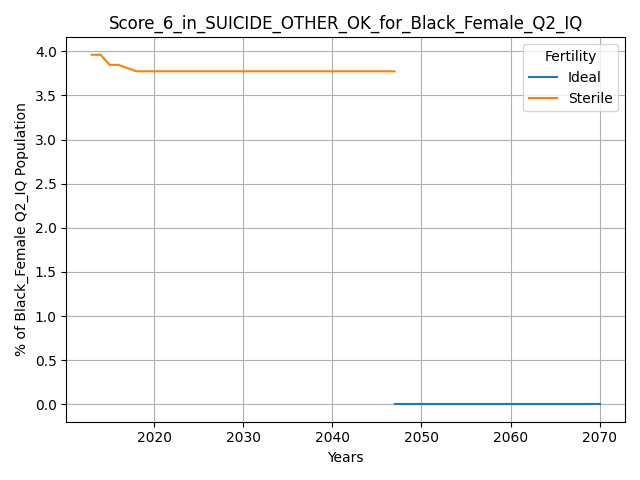 Score_6_in_SUICIDE_OTHER_OK_for_Black_Female_Q2_IQ
Fertility
Ideal
Sterile
% of Black_Female Q2_IQ Population
4.0
3.5
3.0
2.5
2.0
1.5
1.0
0.5
0.0
2020 2030 2040 2050 2060 2070
Years